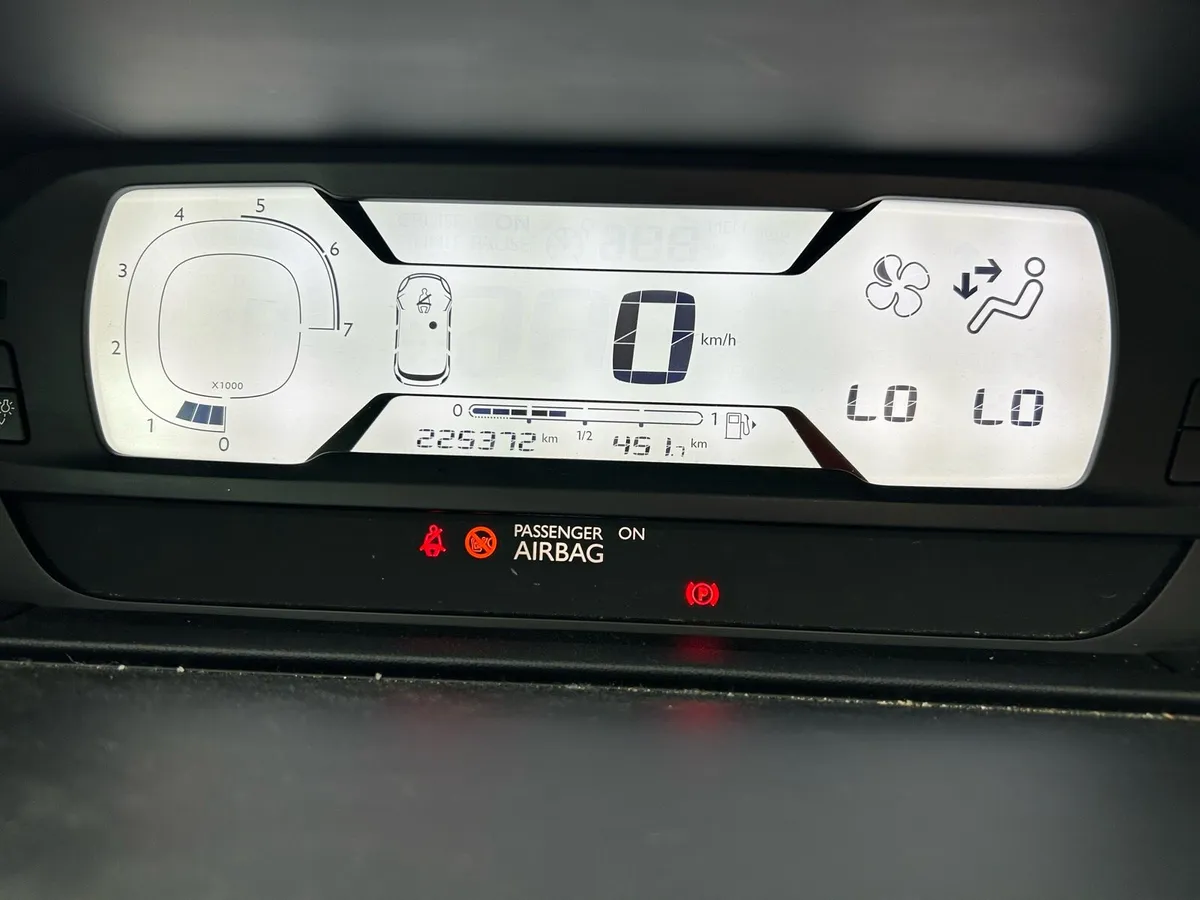 5
4
6
3
7
2
X1000
1
0
0 km/h
LO LO
0 1/2 1
225372 km 451.7 km
PASSENGER ON
AIRBAG
P